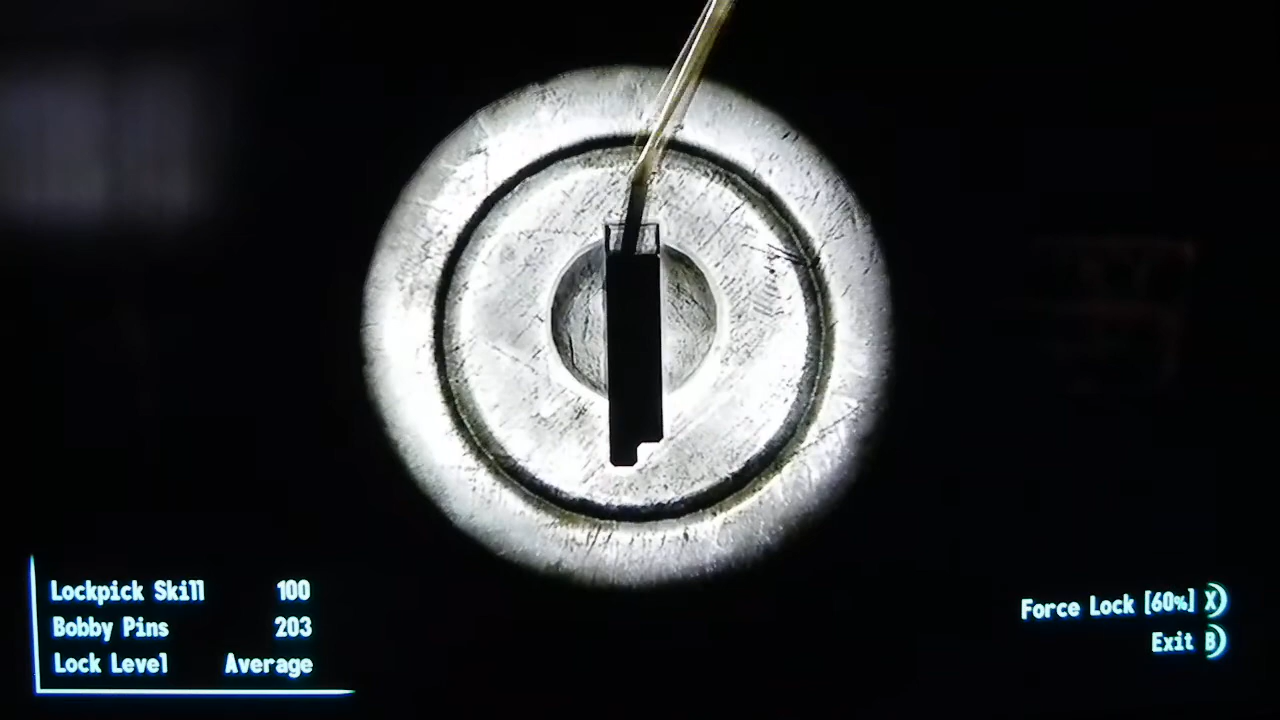 Lockpick Skill 100
Bobby Pins 203
Lock Level Average
Force Lock [60%] X)
Exit B)